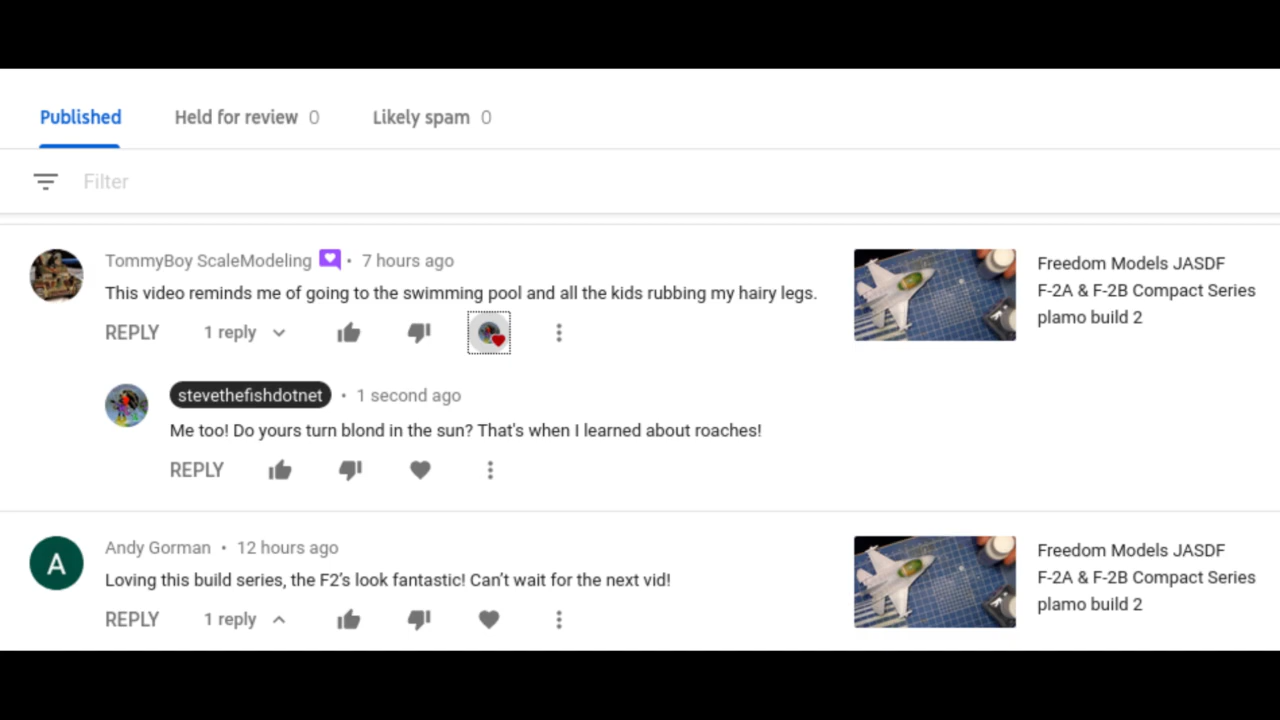 Published Held for review 0 Likely spam 0
Filter
TommyBoy ScaleModeling • 7 hours ago
This video reminds me of going to the swimming pool and all the kids rubbing my hairy legs.
REPLY 1 reply
Freedom Models JASDF
F-2A & F-2B Compact Series
plamo build 2
stevethefishdotnet • 1 second ago
Me too! Do yours turn blond in the sun? That's when I learned about roaches!
REPLY
A
Andy Gorman • 12 hours ago
Loving this build series, the F2's look fantastic! Can't wait for the next vid!
REPLY 1 reply
Freedom Models JASDF
F-2A & F-2B Compact Series
plamo build 2